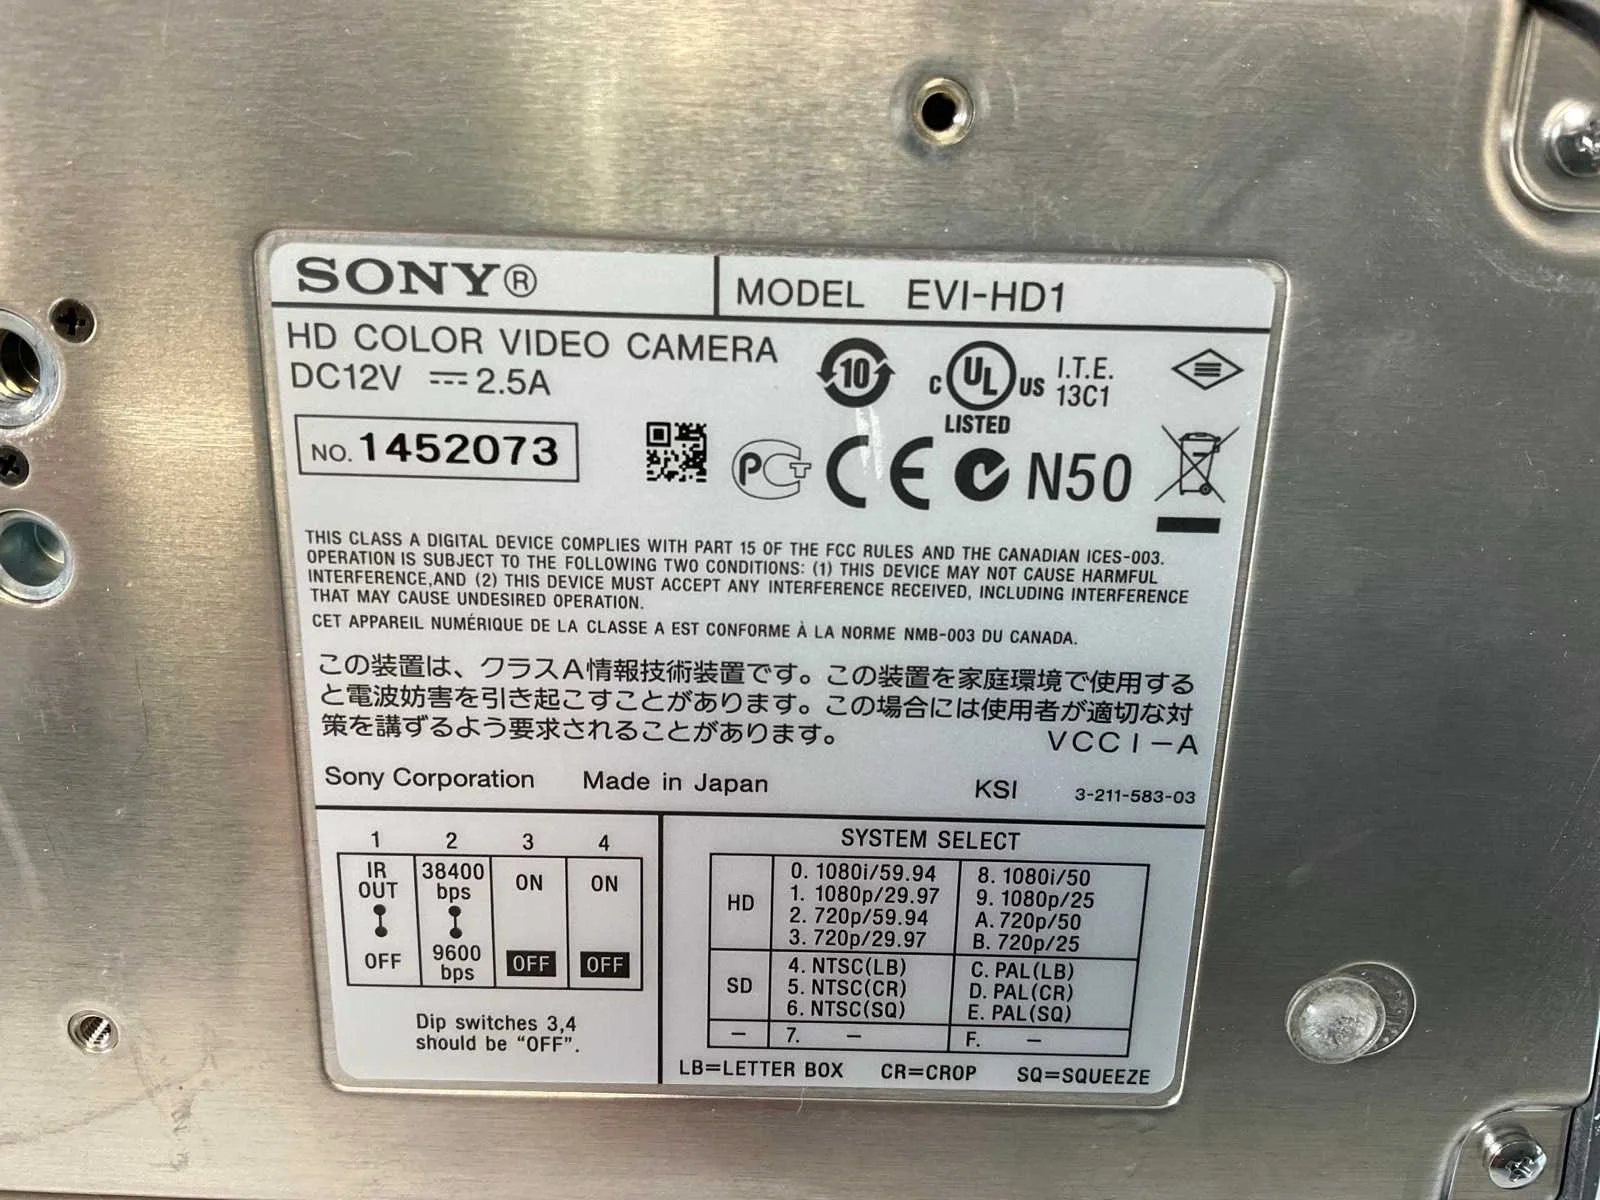 SONY®
MODEL EVI-HD1
HD COLOR VIDEO CAMERA
DC12V ⎓ 2.5A
10
C UL US
LISTED
I.T.E.
13C1
NO. 1452073
PCT CE N50
THIS CLASS A DIGITAL DEVICE COMPLIES WITH PART 15 OF THE FCC RULES AND THE CANADIAN ICES-003.
OPERATION IS SUBJECT TO THE FOLLOWING TWO CONDITIONS: (1) THIS DEVICE MAY NOT CAUSE HARMFUL
INTERFERENCE,AND (2) THIS DEVICE MUST ACCEPT ANY INTERFERENCE RECEIVED, INCLUDING INTERFERENCE
THAT MAY CAUSE UNDESIRED OPERATION.
CET APPAREIL NUMÉRIQUE DE LA CLASSE A EST CONFORME À LA NORME NMB-003 DU CANADA.
この装置は、クラスA情報技術装置です。この装置を家庭環境で使用する
と電波妨害を引き起こすことがあります。この場合には使用者が適切な対
策を講ずるよう要求されることがあります。
VCCI-A
Sony Corporation Made in Japan KSI 3-211-583-03
1 2 3 4
IR OUT 38400 bps ON ON
OFF 9600 bps OFF OFF
Dip switches 3,4
should be "OFF".
SYSTEM SELECT
HD
0. 1080i/59.94 8. 1080i/50
1. 1080p/29.97 9. 1080p/25
2. 720p/59.94 A. 720p/50
3. 720p/29.97 B. 720p/25
SD
4. NTSC(LB) C. PAL(LB)
5. NTSC(CR) D. PAL(CR)
6. NTSC(SQ) E. PAL(SQ)
– 7. – F. –
LB=LETTER BOX CR=CROP SQ=SQUEEZE